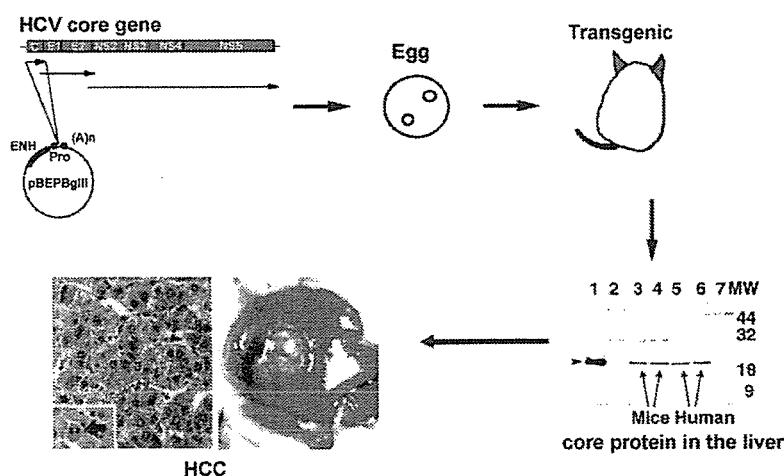 HCV core gene
C E1 E2 NS2 NS3 NS4 NS5
Egg
Transgenic
ENH
Pro
(A)n
pBEPBglII
1 2 3 4 5 6 7 MW
44
32
18
9
Mice Human
core protein in the liver
HCC